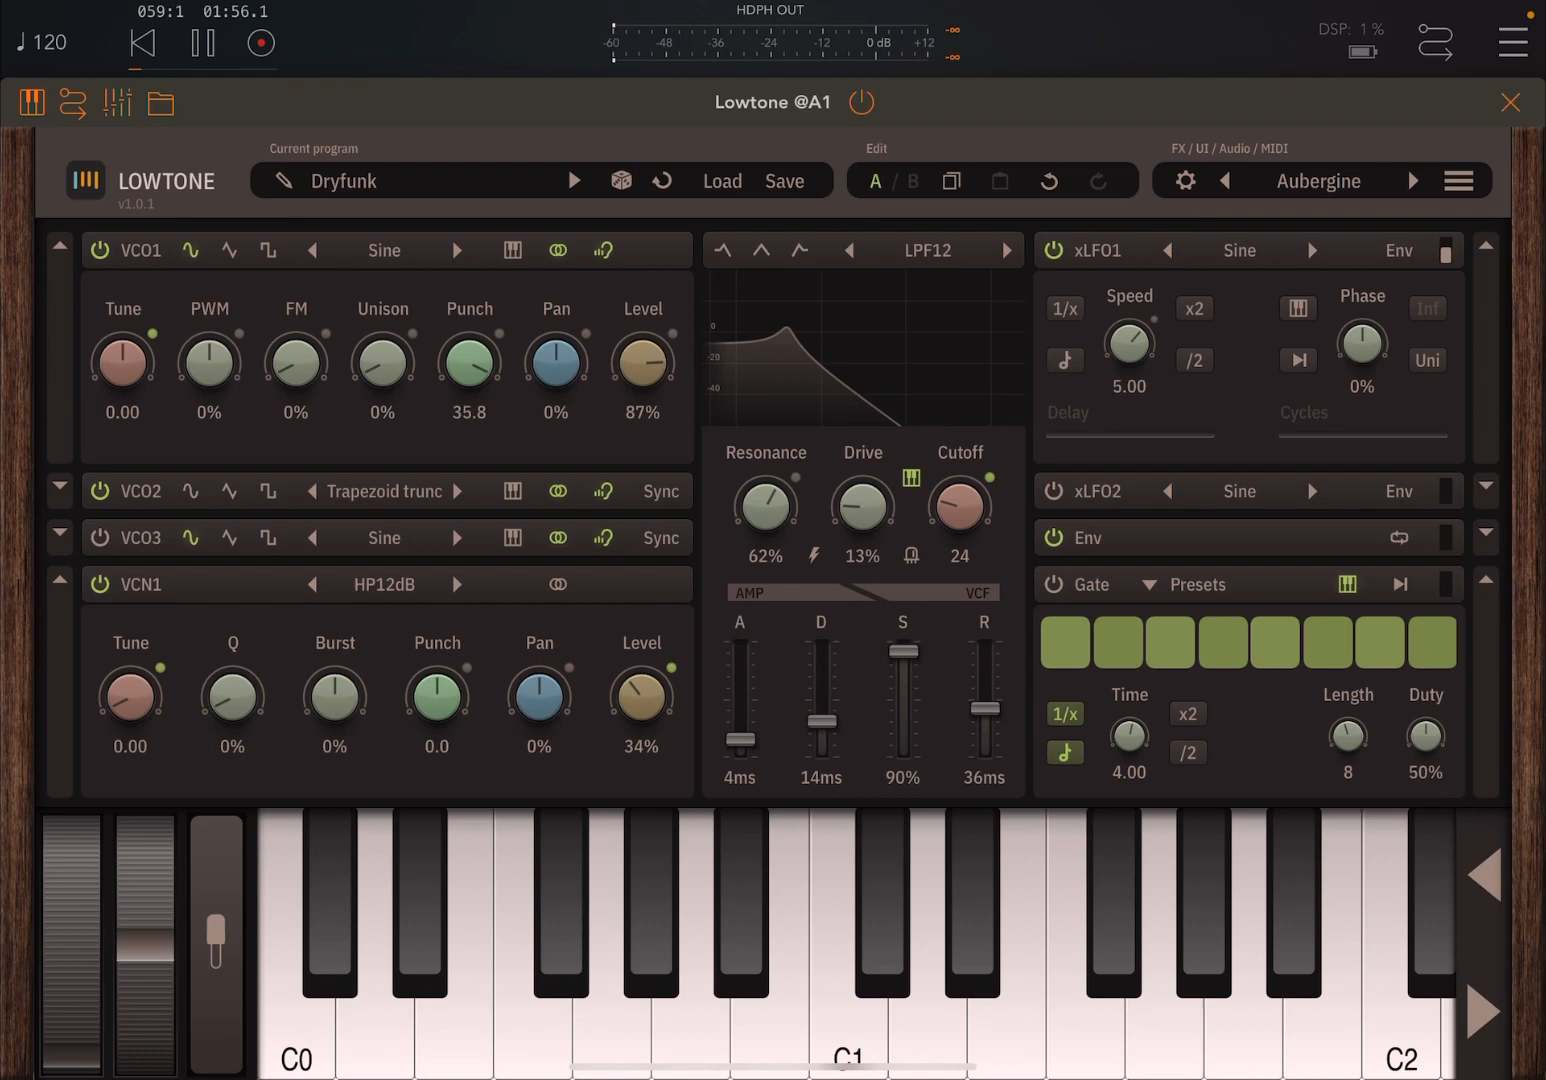 059:1 01:56.1
HDPH OUT
♩ 120
-60 -48 -36 -24 -12 0 dB +12
-∞
-∞
DSP: 1 %
Lowtone @A1
Current program
Edit
FX / UI / Audio / MIDI
LOWTONE
v1.0.1
Dryfunk
Load Save
A / B
Aubergine
VCO1 Sine
LPF12
xLFO1 Sine Env
Tune PWM FM Unison Punch Pan Level
0.00 0% 0% 0% 35.8 0% 87%
0
-20
-40
1/x Speed x2 Phase Inf
/2 Uni
5.00 0%
Delay Cycles
Resonance Drive Cutoff
62% 13% 24
VCO2 Trapezoid trunc Sync
VCO3 Sine Sync
xLFO2 Sine Env
Env
VCN1 HP12dB
AMP VCF
Gate Presets
Tune Q Burst Punch Pan Level
0.00 0% 0% 0.0 0% 34%
A D S R
4ms 14ms 90% 36ms
1/x Time x2 Length Duty
/2
4.00 8 50%
C0 C1 C2